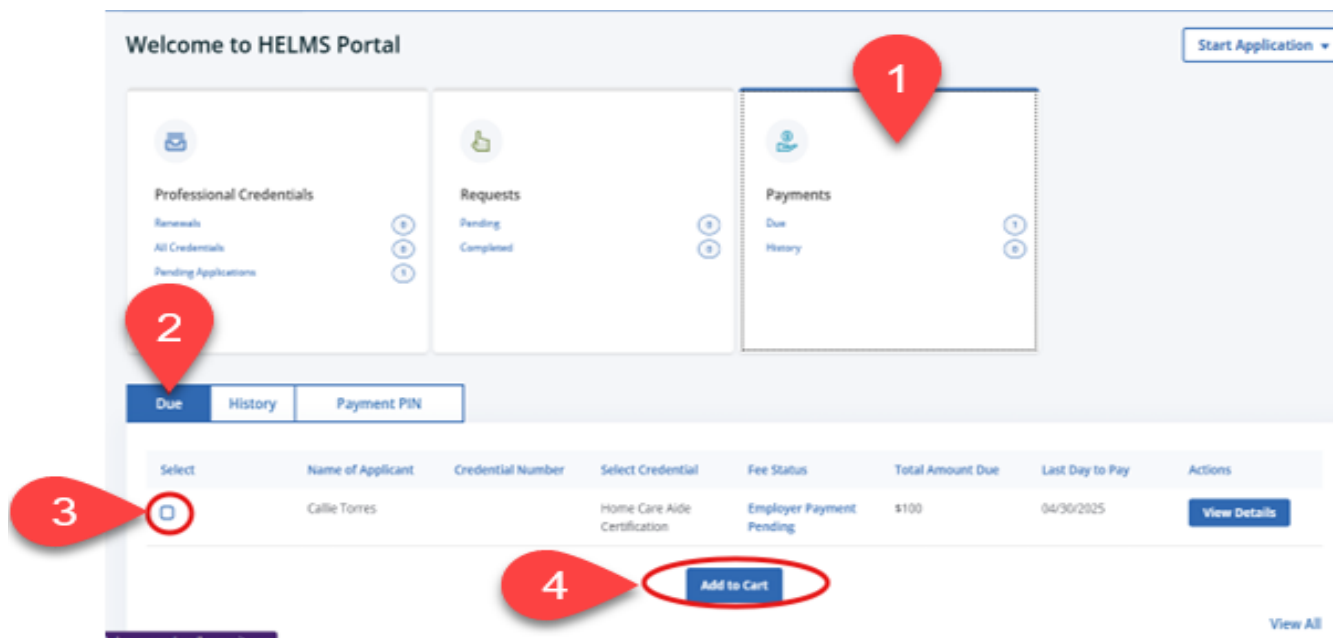 Welcome to HELMS Portal
Start Application
1
Professional Credentials
Renewals 0
All Credentials 0
Pending Applications 1
Requests
Pending 0
Completed 0
Payments
Due 1
History 0
2
Due History Payment PIN
Select Name of Applicant Credential Number Select Credential Fee Status Total Amount Due Last Day to Pay Actions
3
Callie Torres Home Care Aide Employer Payment $100 04/30/2025 View Details
Certification Pending
4
Add to Cart
View All